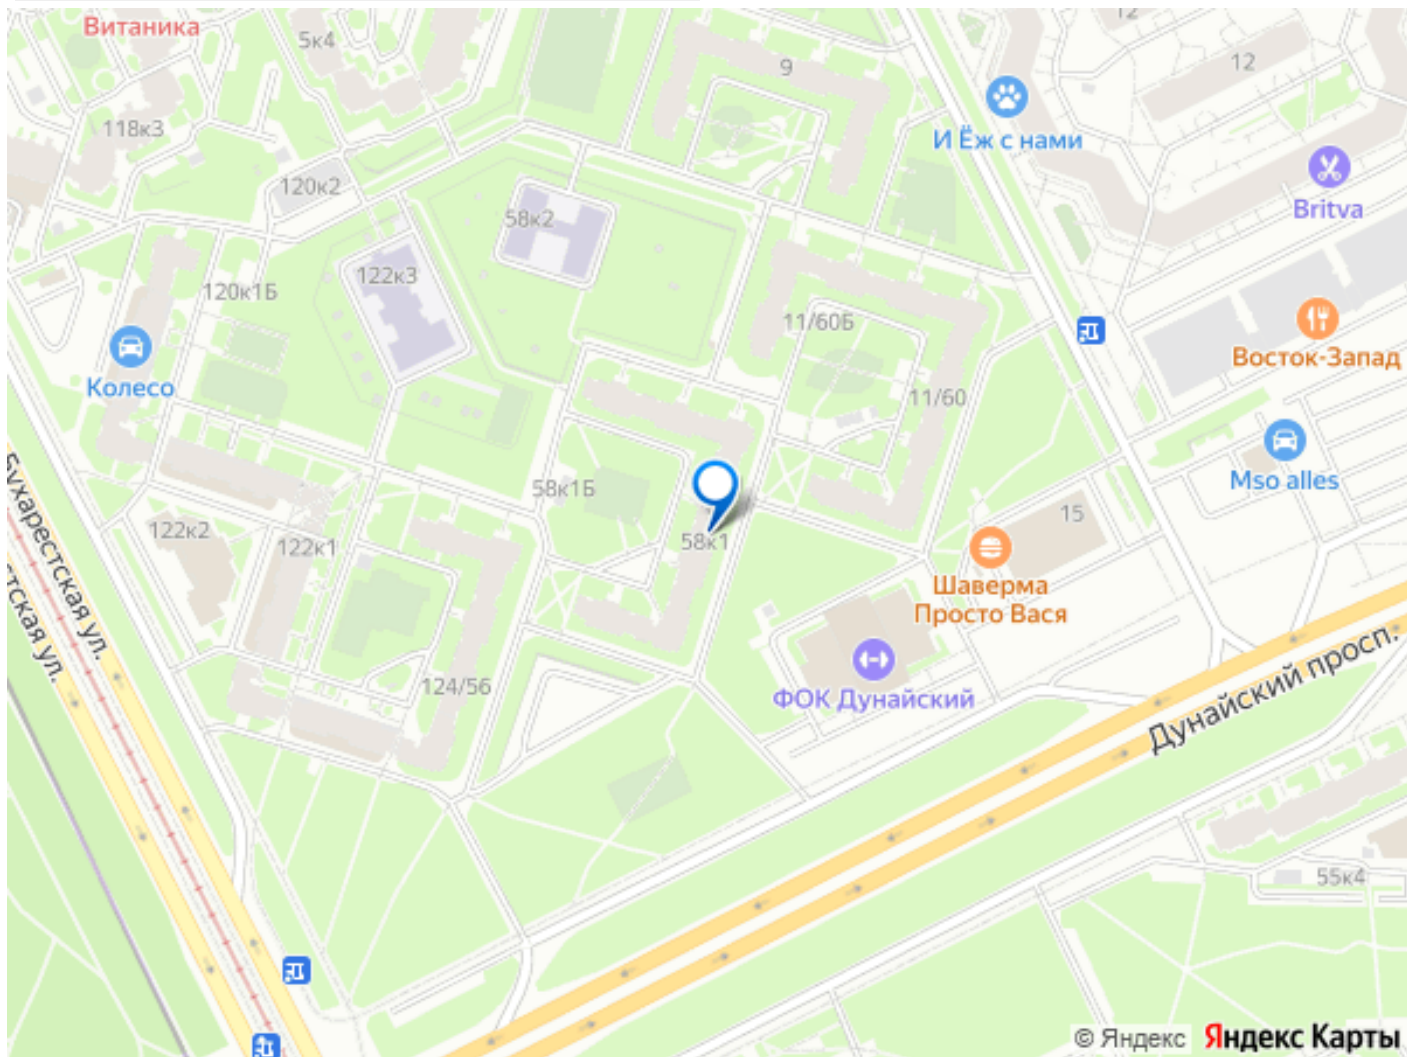 Витаника
5к4
12
9
12
118к3
И Ёж с нами
120к2
Britva
58к2
122к3
120к1Б
11/60Б
Восток-Запад
Колесо
11/60
Mso alles
58к1Б
15
122к2
122к1
58к1
Бухарестская ул.
стская ул.
Шаверма
Просто Вася
124/56
ФОК Дунайский
Дунайский просп.
55к4
© Яндекс Яндекс Карты